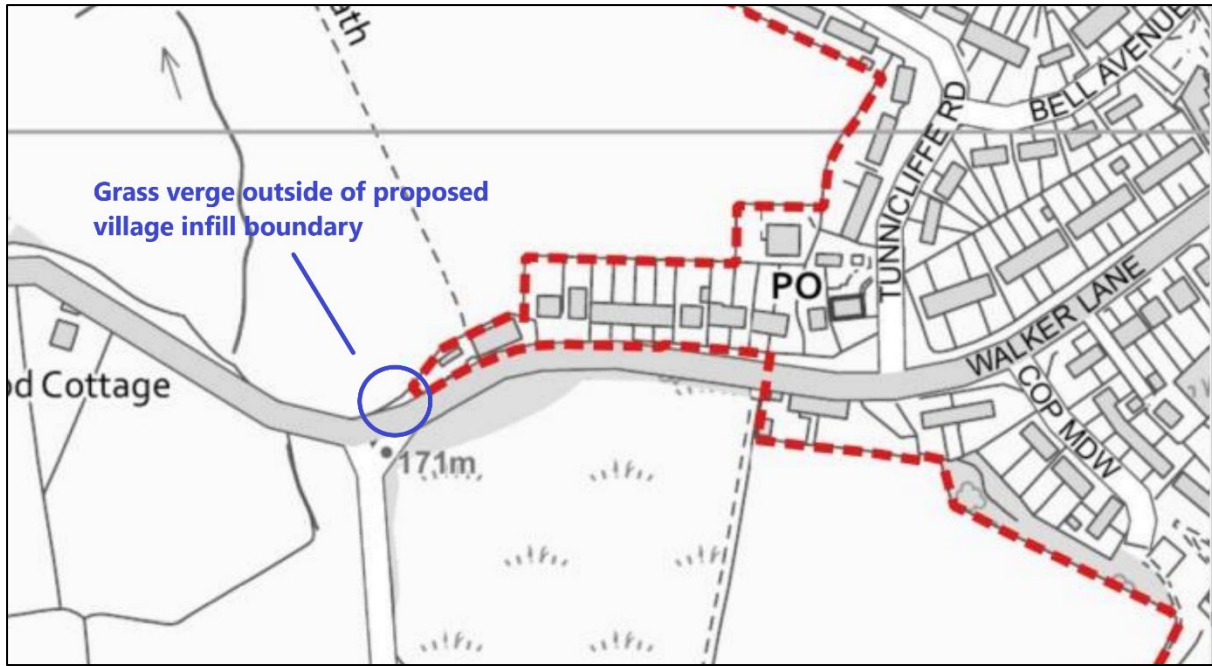 ath
BELL AVENUE
TUNNICLIFFE RD
Grass verge outside of proposed
village infill boundary
PO
WALKER LANE
od Cottage
COP MDW
171m